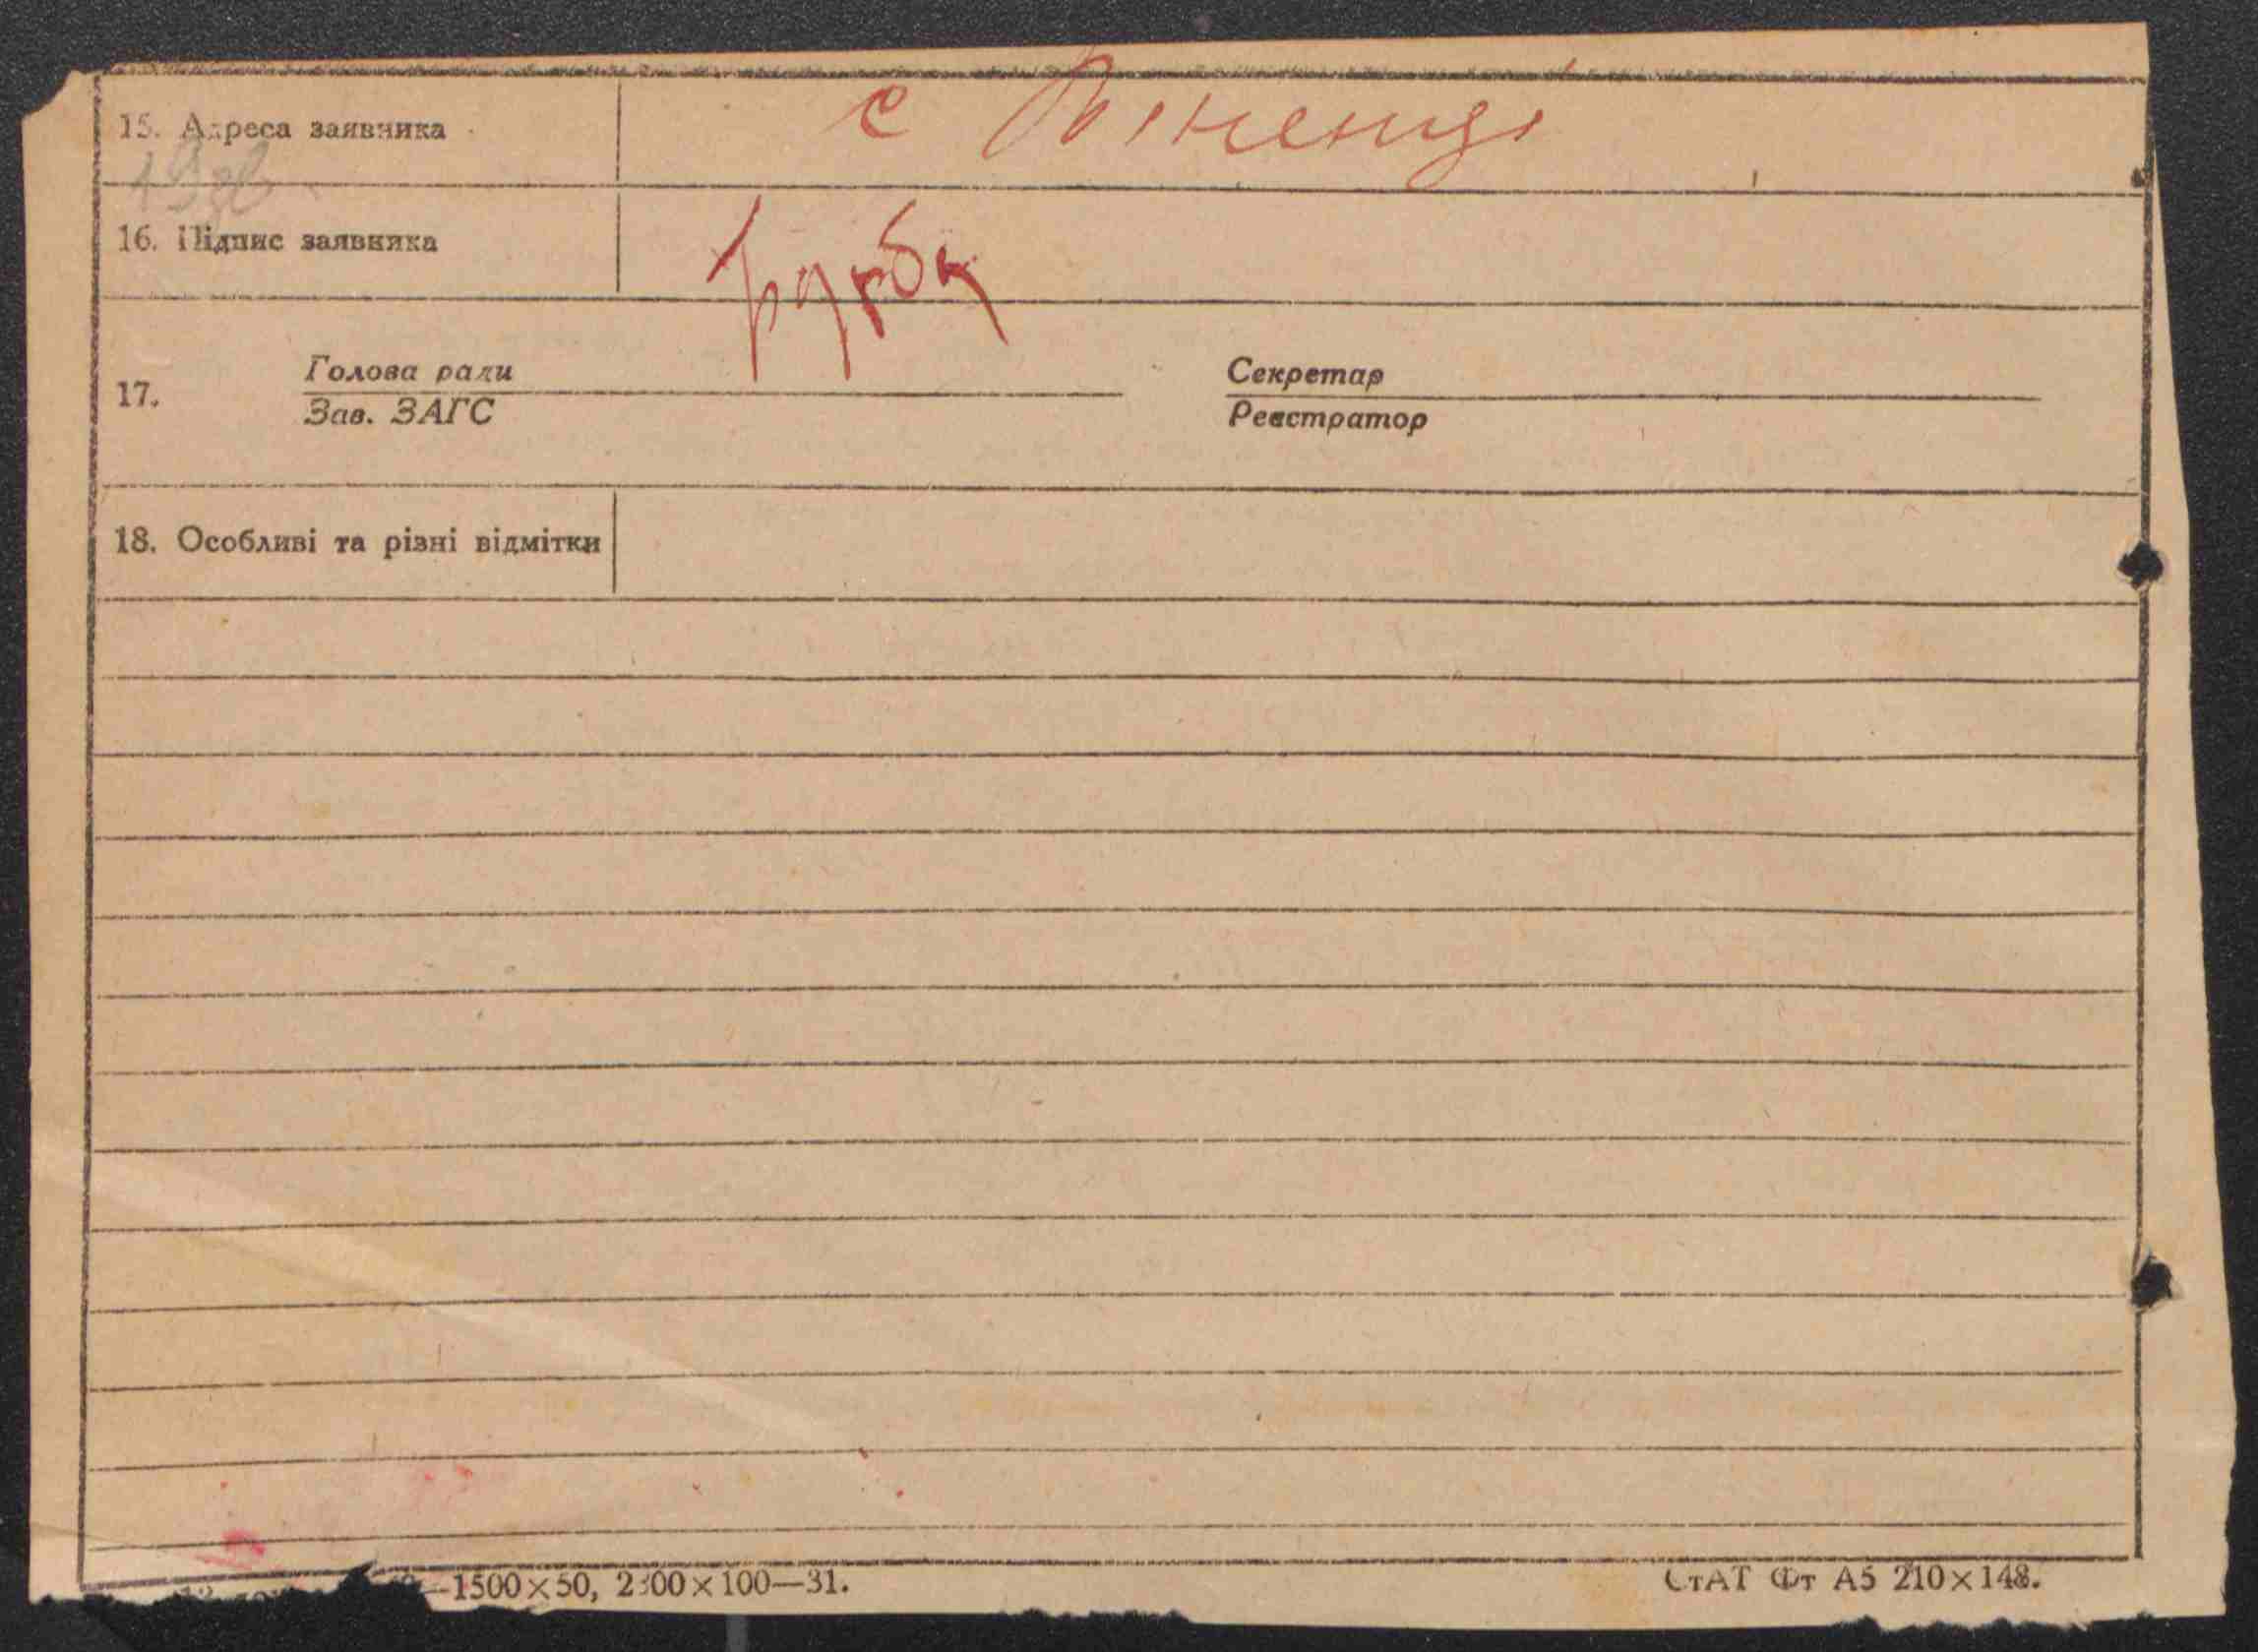 15. Адреса заявника с
16. Підпис заявника
17. Голова ради Секретар
Зав. ЗАГС Реєстратор
18. Особливі та різні відмітки
—1500×50, 2300×100—31. СтАТ Фт А5 210×148.